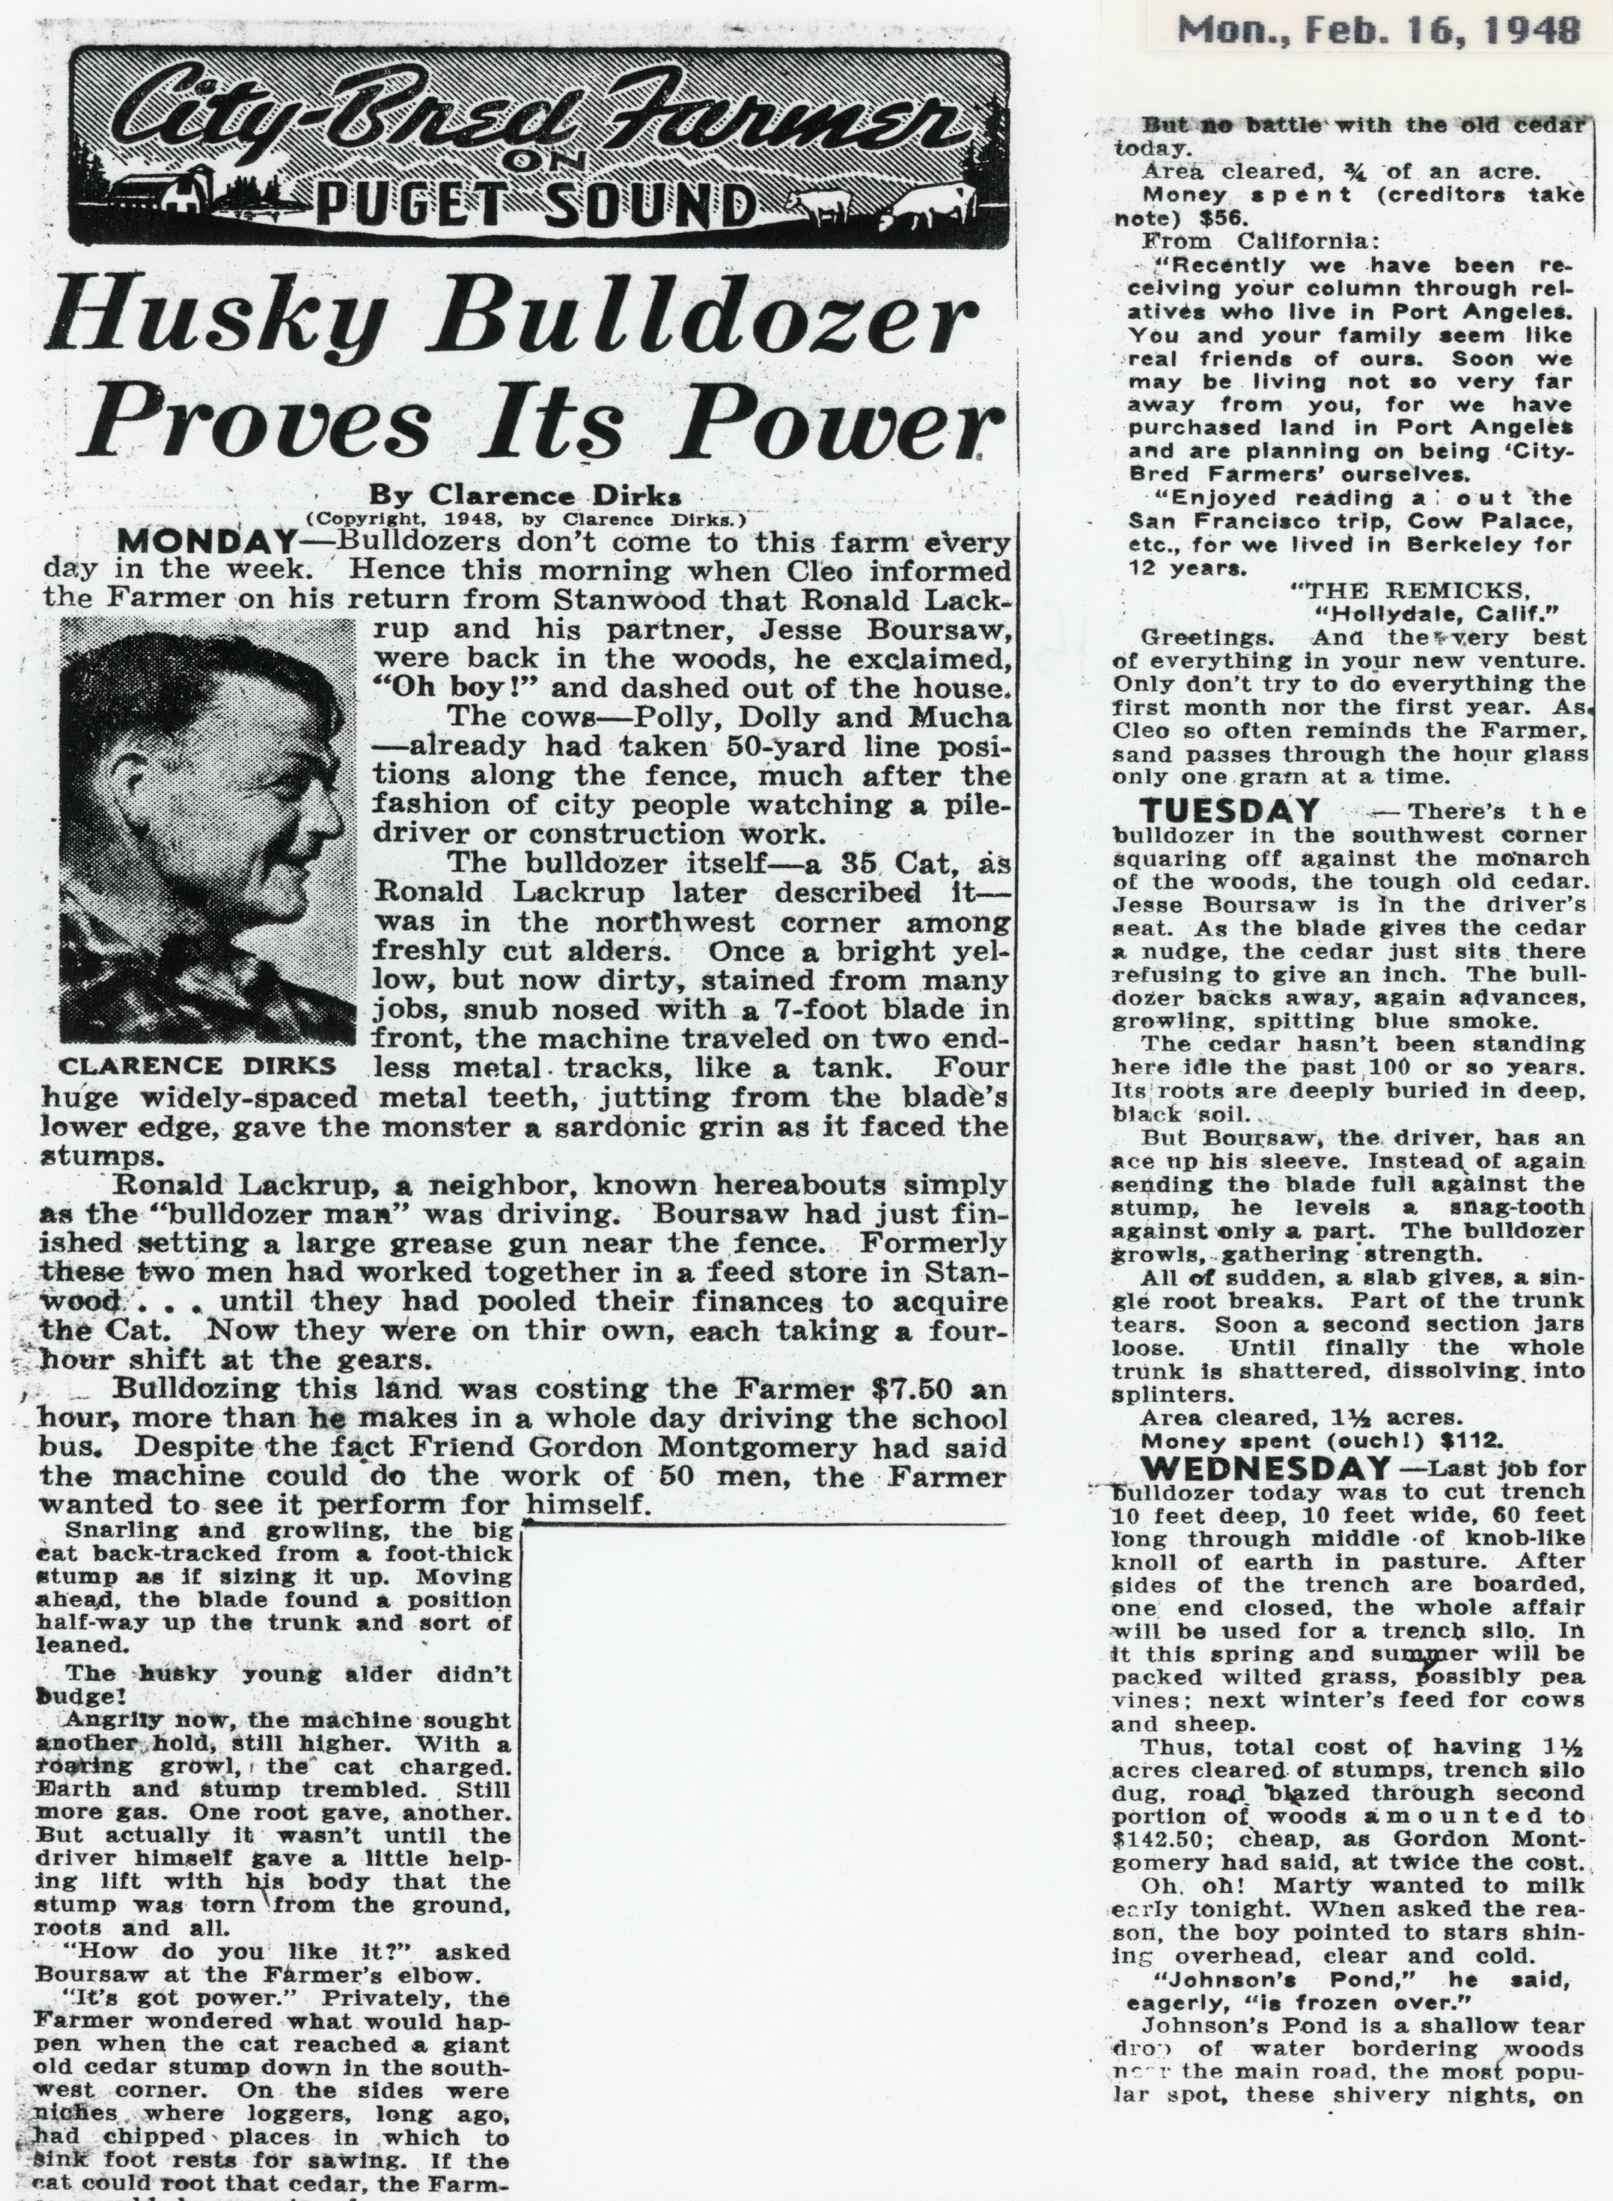 Mon., Feb. 16, 1948
City-Bred Farmer
ON
PUGET SOUND
Husky Bulldozer
Proves Its Power
By Clarence Dirks
(Copyright, 1948, by Clarence Dirks.)
MONDAY—Bulldozers don't come to this farm every
day in the week. Hence this morning when Cleo informed
the Farmer on his return from Stanwood that Ronald Lack-
rup and his partner, Jesse Boursaw,
were back in the woods, he exclaimed,
"Oh boy!" and dashed out of the house.
The cows—Polly, Dolly and Mucha
—already had taken 50-yard line posi-
tions along the fence, much after the
fashion of city people watching a pile-
driver or construction work.
The bulldozer itself—a 35 Cat, as
Ronald Lackrup later described it—
was in the northwest corner among
freshly cut alders. Once a bright yel-
low, but now dirty, stained from many
jobs, snub nosed with a 7-foot blade in
front, the machine traveled on two end-
CLARENCE DIRKS
less metal tracks, like a tank. Four
huge widely-spaced metal teeth, jutting from the blade's
lower edge, gave the monster a sardonic grin as it faced the
stumps.
Ronald Lackrup, a neighbor, known hereabouts simply
as the "bulldozer man" was driving. Boursaw had just fin-
ished setting a large grease gun near the fence. Formerly
these two men had worked together in a feed store in Stan-
wood . . . until they had pooled their finances to acquire
the Cat. Now they were on thir own, each taking a four-
hour shift at the gears.
Bulldozing this land was costing the Farmer $7.50 an
hour, more than he makes in a whole day driving the school
bus. Despite the fact Friend Gordon Montgomery had said
the machine could do the work of 50 men, the Farmer
wanted to see it perform for himself.
Snarling and growling, the big
cat back-tracked from a foot-thick
stump as if sizing it up. Moving
ahead, the blade found a position
half-way up the trunk and sort of
leaned.
The husky young alder didn't
budge!
Angrily now, the machine sought
another hold, still higher. With a
roaring growl, the cat charged.
Earth and stump trembled. Still
more gas. One root gave, another.
But actually it wasn't until the
driver himself gave a little help-
ing lift with his body that the
stump was torn from the ground,
roots and all.
"How do you like it?" asked
Boursaw at the Farmer's elbow.
"It's got power." Privately, the
Farmer wondered what would hap-
pen when the cat reached a giant
old cedar stump down in the south-
west corner. On the sides were
niches where loggers, long ago,
had chipped places in which to
sink foot rests for sawing. If the
cat could root that cedar, the Farm-
But no battle with the old cedar
today.
Area cleared, ¾ of an acre.
Money spent (creditors take
note) $56.
From California:
"Recently we have been re-
ceiving your column through rel-
atives who live in Port Angeles.
You and your family seem like
real friends of ours. Soon we
may be living not so very far
away from you, for we have
purchased land in Port Angeles
and are planning on being 'City-
Bred Farmers' ourselves.
"Enjoyed reading a out the
San Francisco trip, Cow Palace,
etc., for we lived in Berkeley for
12 years.
"THE REMICKS,
"Hollydale, Calif."
Greetings. And the very best
of everything in your new venture.
Only don't try to do everything the
first month nor the first year. As
Cleo so often reminds the Farmer,
sand passes through the hour glass
only one grain at a time.
TUESDAY —There's the
bulldozer in the southwest corner
squaring off against the monarch
of the woods, the tough old cedar.
Jesse Boursaw is in the driver's
seat. As the blade gives the cedar
a nudge, the cedar just sits there
refusing to give an inch. The bull-
dozer backs away, again advances,
growling, spitting blue smoke.
The cedar hasn't been standing
here idle the past 100 or so years.
Its roots are deeply buried in deep,
black soil.
But Boursaw, the driver, has an
ace up his sleeve. Instead of again
sending the blade full against the
stump, he levels a snag-tooth
against only a part. The bulldozer
growls, gathering strength.
All of sudden, a slab gives, a sin-
gle root breaks. Part of the trunk
tears. Soon a second section jars
loose. Until finally the whole
trunk is shattered, dissolving into
splinters.
Area cleared, 1½ acres.
Money spent (ouch!) $112.
WEDNESDAY —Last job for
bulldozer today was to cut trench
10 feet deep, 10 feet wide, 60 feet
long through middle of knob-like
knoll of earth in pasture. After
sides of the trench are boarded,
one end closed, the whole affair
will be used for a trench silo. In
it this spring and summer will be
packed wilted grass, possibly pea
vines; next winter's feed for cows
and sheep.
Thus, total cost of having 1½
acres cleared of stumps, trench silo
dug, road blazed through second
portion of woods amounted to
$142.50; cheap, as Gordon Mont-
gomery had said, at twice the cost.
Oh, oh! Marty wanted to milk
early tonight. When asked the rea-
son, the boy pointed to stars shin-
ing overhead, clear and cold.
"Johnson's Pond," he said,
eagerly, "is frozen over."
Johnson's Pond is a shallow tear
drop of water bordering woods
near the main road, the most popu-
lar spot, these shivery nights, on